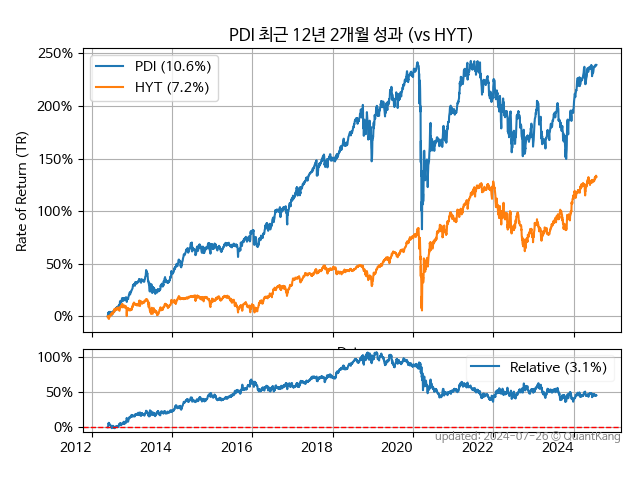 PDI 최근 12년 2개월 성과 (vs HYT)
250%
200%
150%
100%
50%
0%
Rate of Return (TR)
PDI (10.6%)
HYT (7.2%)
100%
50%
0%
Relative (3.1%)
2012 2014 2016 2018 2020 2022 2024
updated: 2024-07-26 © QuantKang